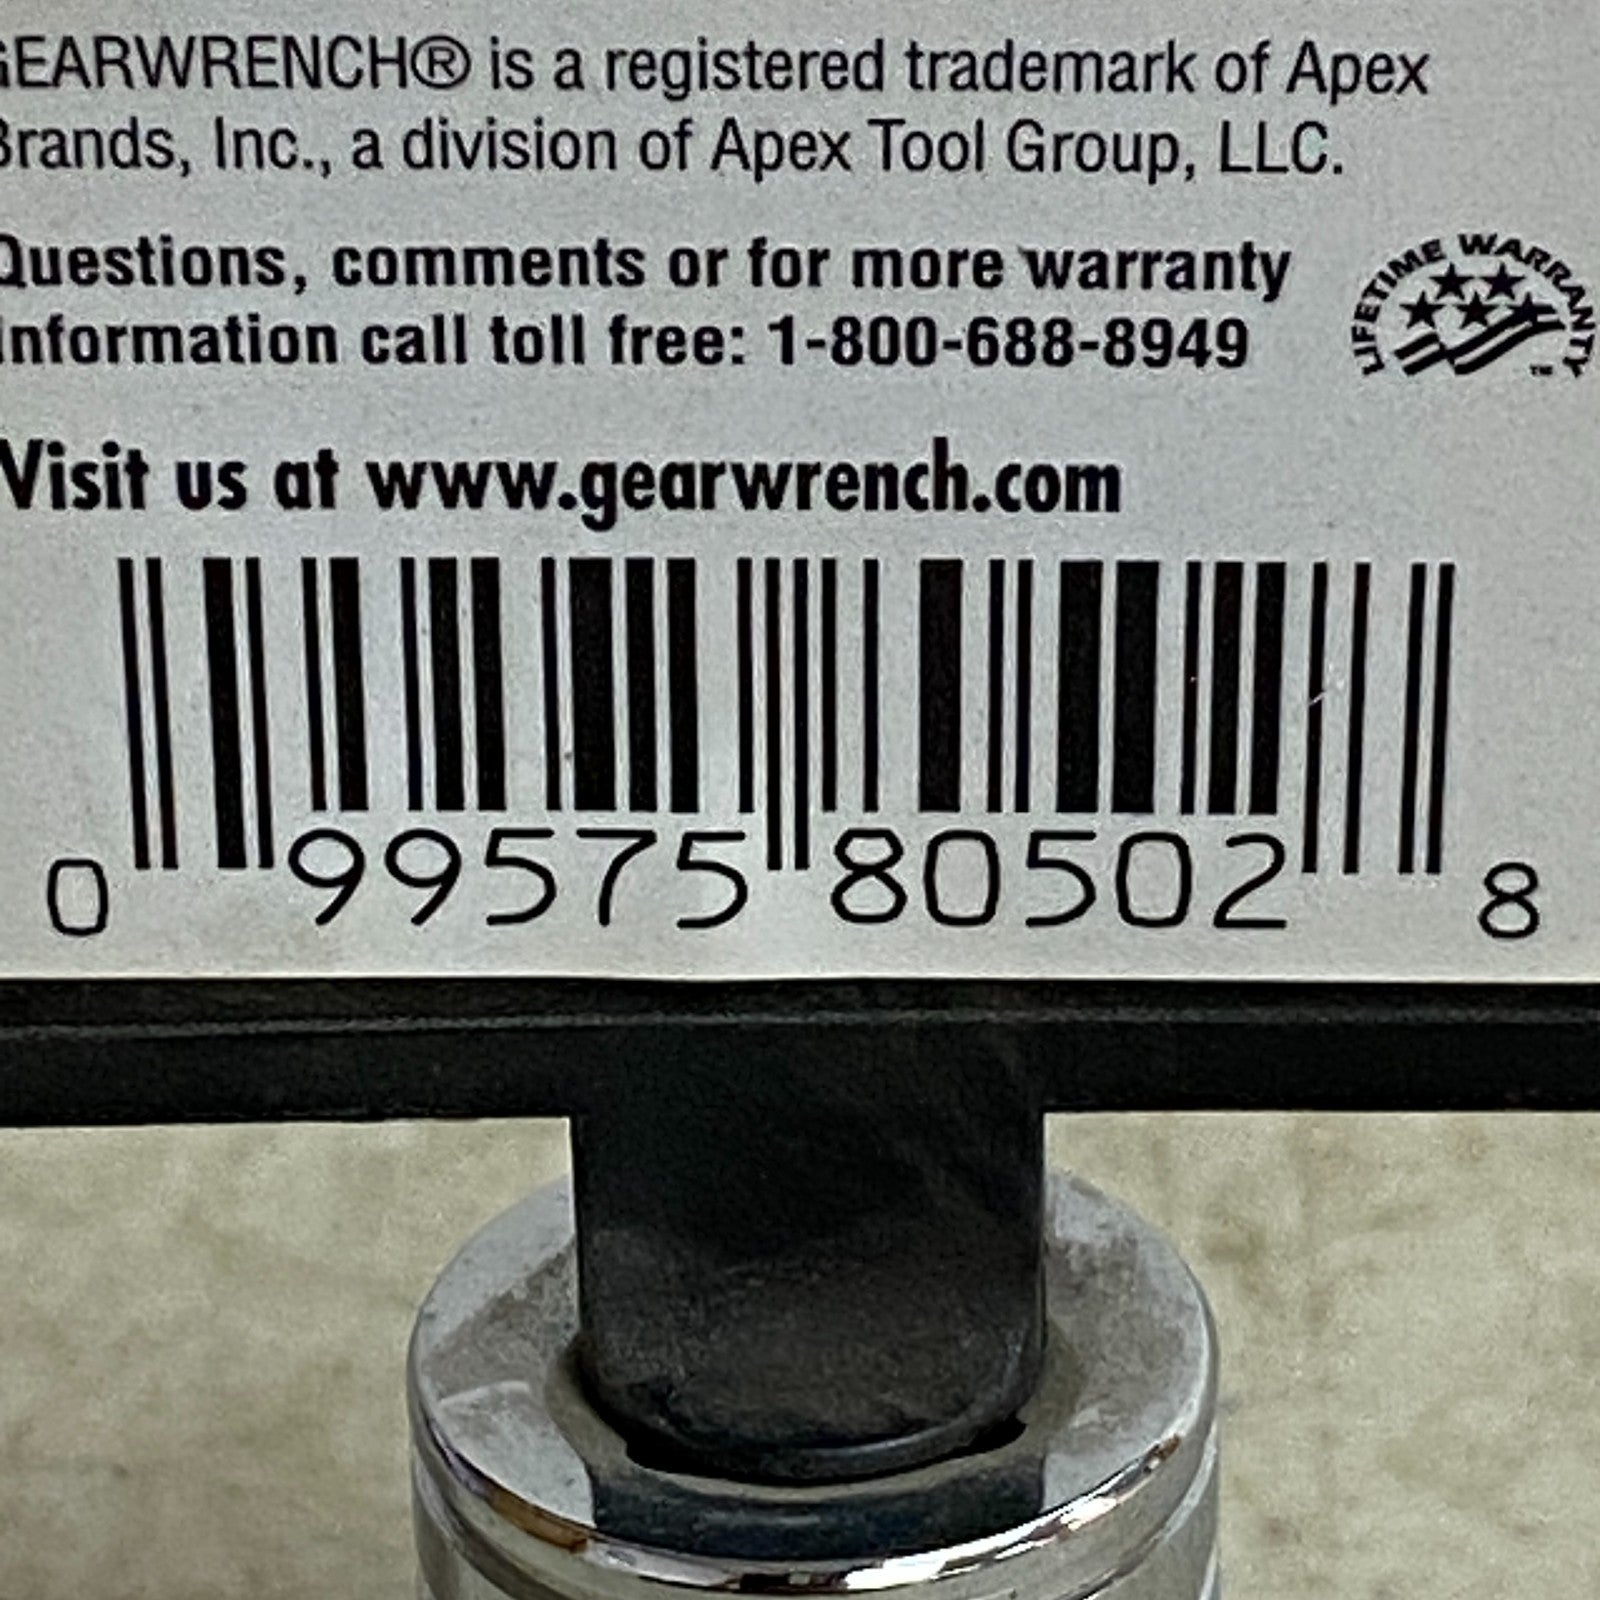 GEARWRENCH® is a registered trademark of Apex
Brands, Inc., a division of Apex Tool Group, LLC.
Questions, comments or for more warranty
information call toll free: 1-800-688-8949
LIFETIME WARRANTY
TM
Visit us at www.gearwrench.com
0 99575 80502 8